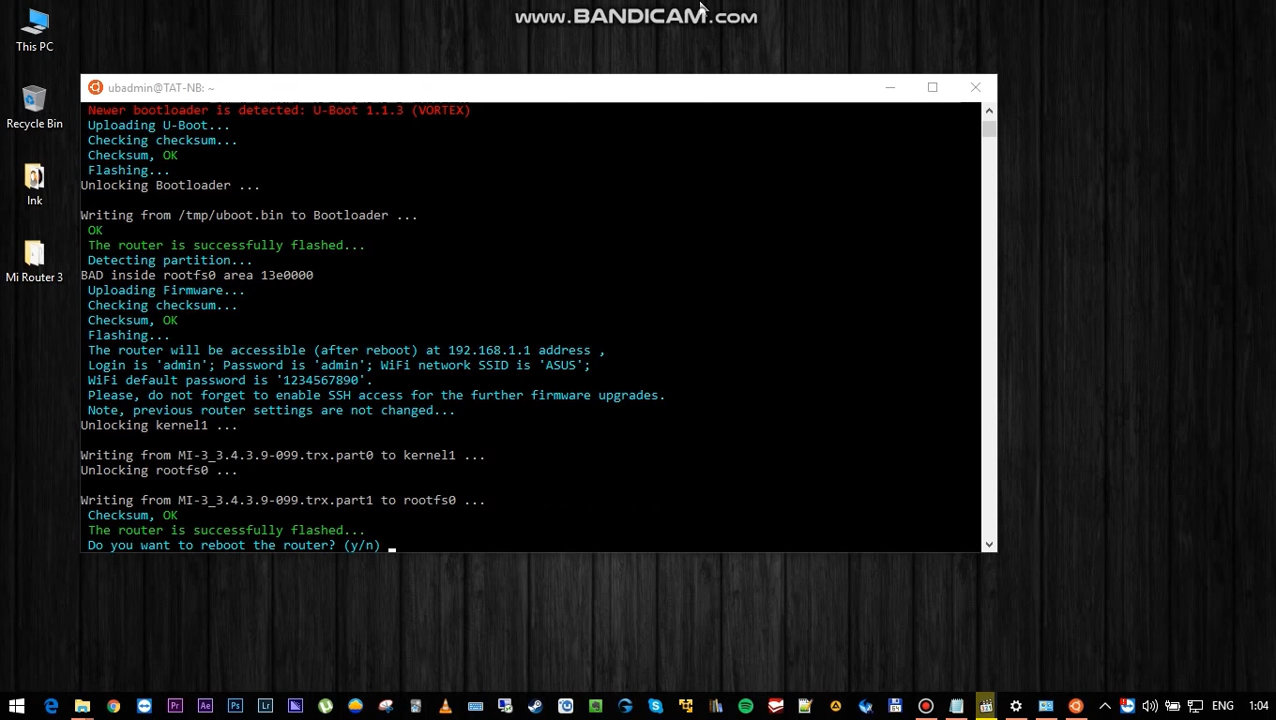 www.BANDICAM.com
This PC
Recycle Bin
Ink
Mi Router 3
ubadmin@TAT-NB: ~
Newer bootloader is detected: U-Boot 1.1.3 (VORTEX)
Uploading U-Boot...
Checking checksum...
Checksum, OK
Flashing...
Unlocking Bootloader ...
Writing from /tmp/uboot.bin to Bootloader ...
OK
The router is successfully flashed...
Detecting partition...
BAD inside rootfs0 area 13e0000
Uploading Firmware...
Checking checksum...
Checksum, OK
Flashing...
The router will be accessible (after reboot) at 192.168.1.1 address ,
Login is 'admin'; Password is 'admin'; WiFi network SSID is 'ASUS';
WiFi default password is '1234567890'.
Please, do not forget to enable SSH access for the further firmware upgrades.
Note, previous router settings are not changed...
Unlocking kernel1 ...
Writing from MI-3_3.4.3.9-099.trx.part0 to kernel1 ...
Unlocking rootfs0 ...
Writing from MI-3_3.4.3.9-099.trx.part1 to rootfs0 ...
Checksum, OK
The router is successfully flashed...
Do you want to reboot the router? (y/n)
Pr
Ae
Ps
Lr
ENG
1:04